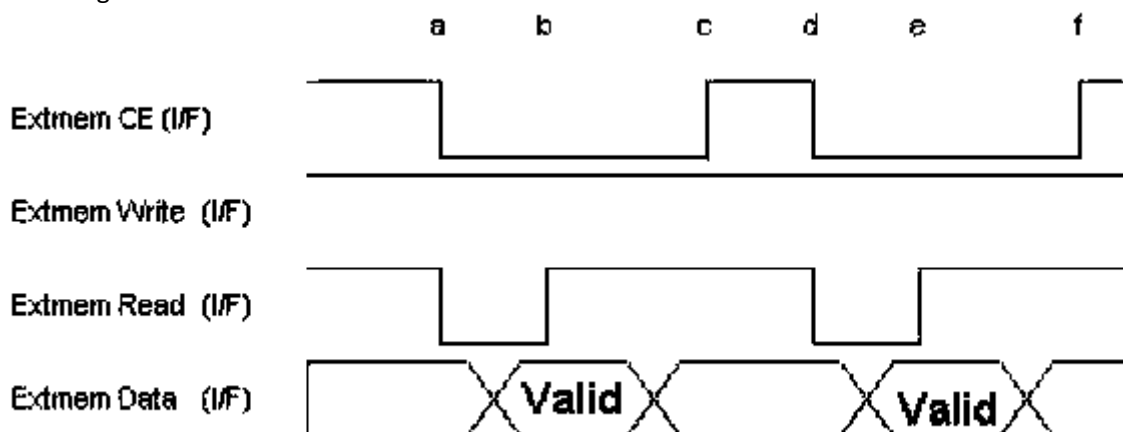 a b c d e f
Extmem CE (I/F)
Extmem Write (I/F)
Extmem Read (I/F)
Extmem Data (I/F) Valid Valid